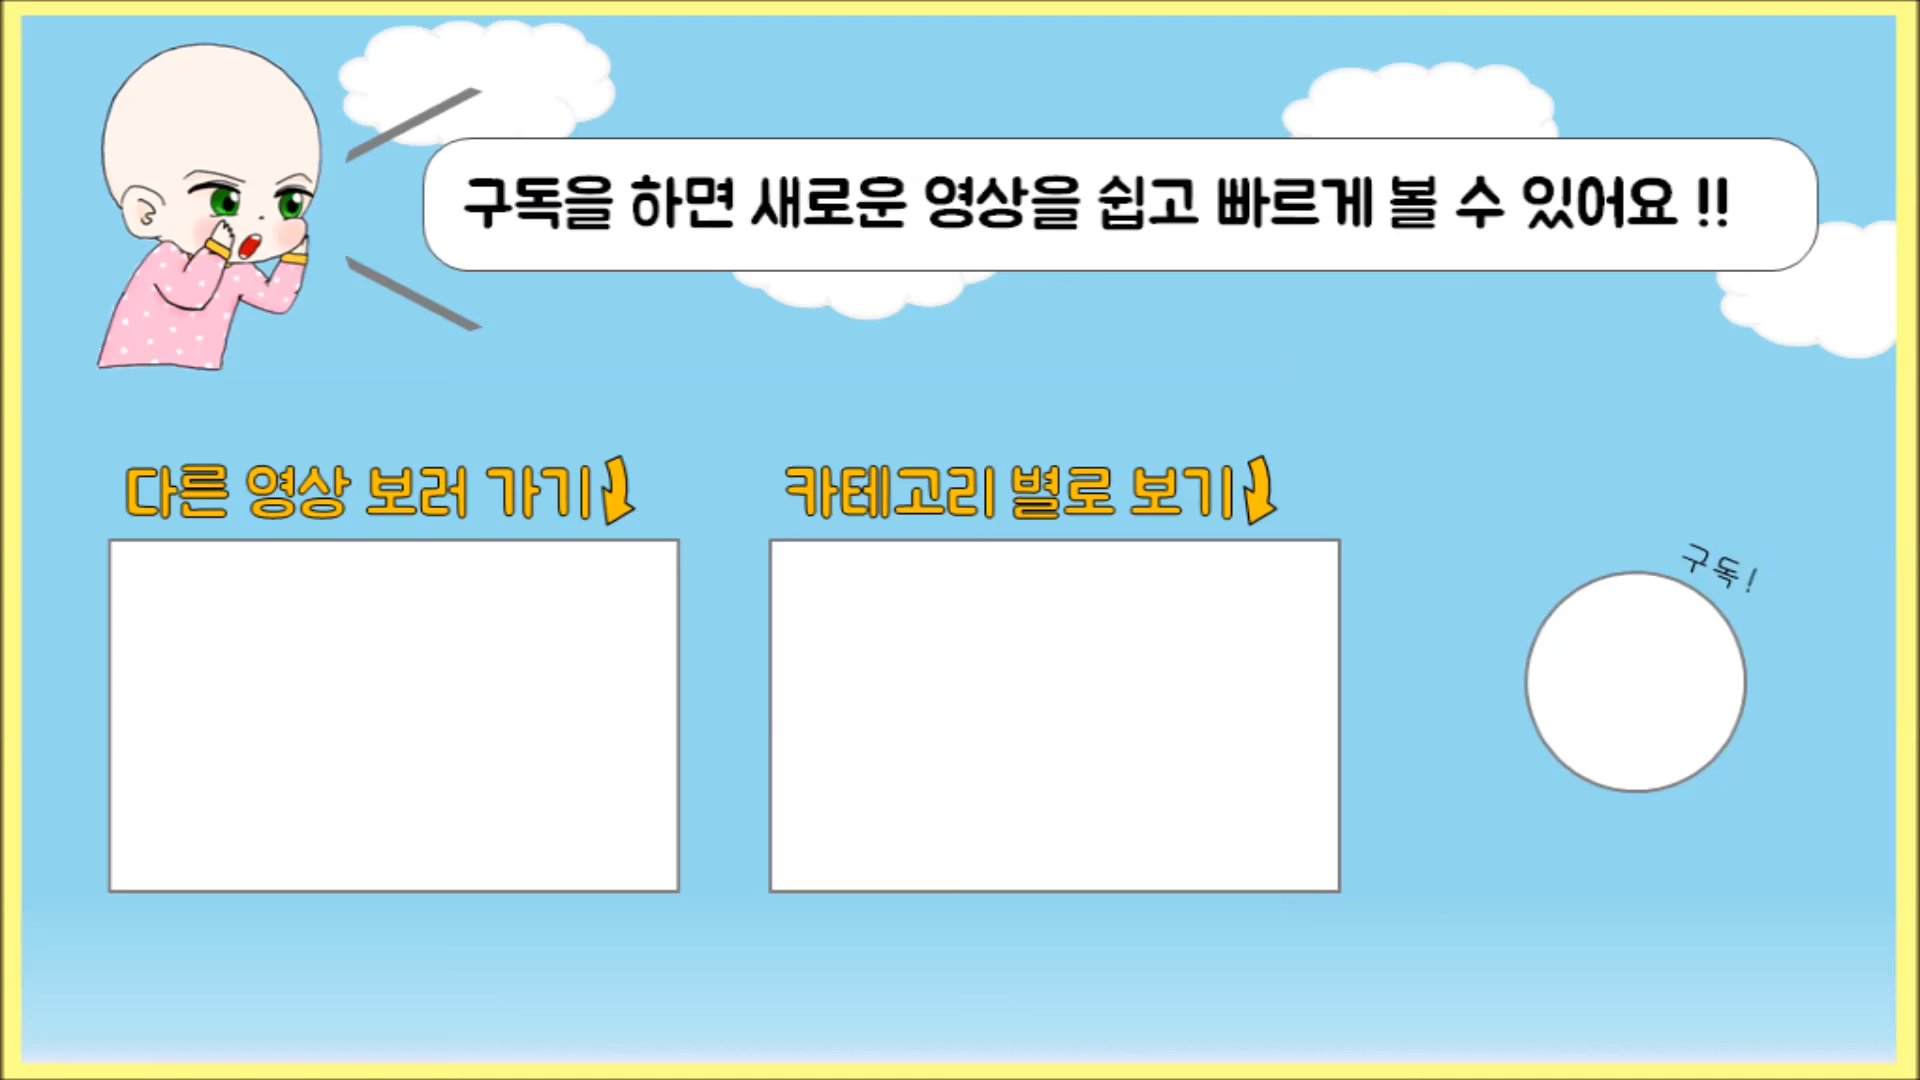 구독을 하면 새로운 영상을 쉽고 빠르게 볼 수 있어요 !!
다른 영상 보러 가기
카테고리 별로 보기
구독!